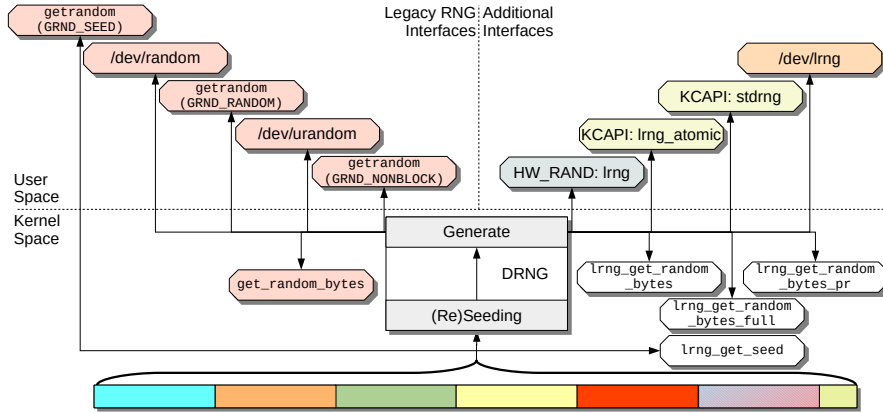 getrandom
(GRND_SEED)
Legacy RNG
Interfaces
Additional
Interfaces
/dev/random
/dev/lrng
getrandom
(GRND_RANDOM)
KCAPI: stdrng
/dev/urandom
KCAPI: lrng_atomic
getrandom
(GRND_NONBLOCK)
HW_RAND: lrng
User
Space
Kernel
Space
Generate
DRNG
(Re)Seeding
get_random_bytes
lrng_get_random
_bytes
lrng_get_random
_bytes_pr
lrng_get_random
_bytes_full
lrng_get_seed